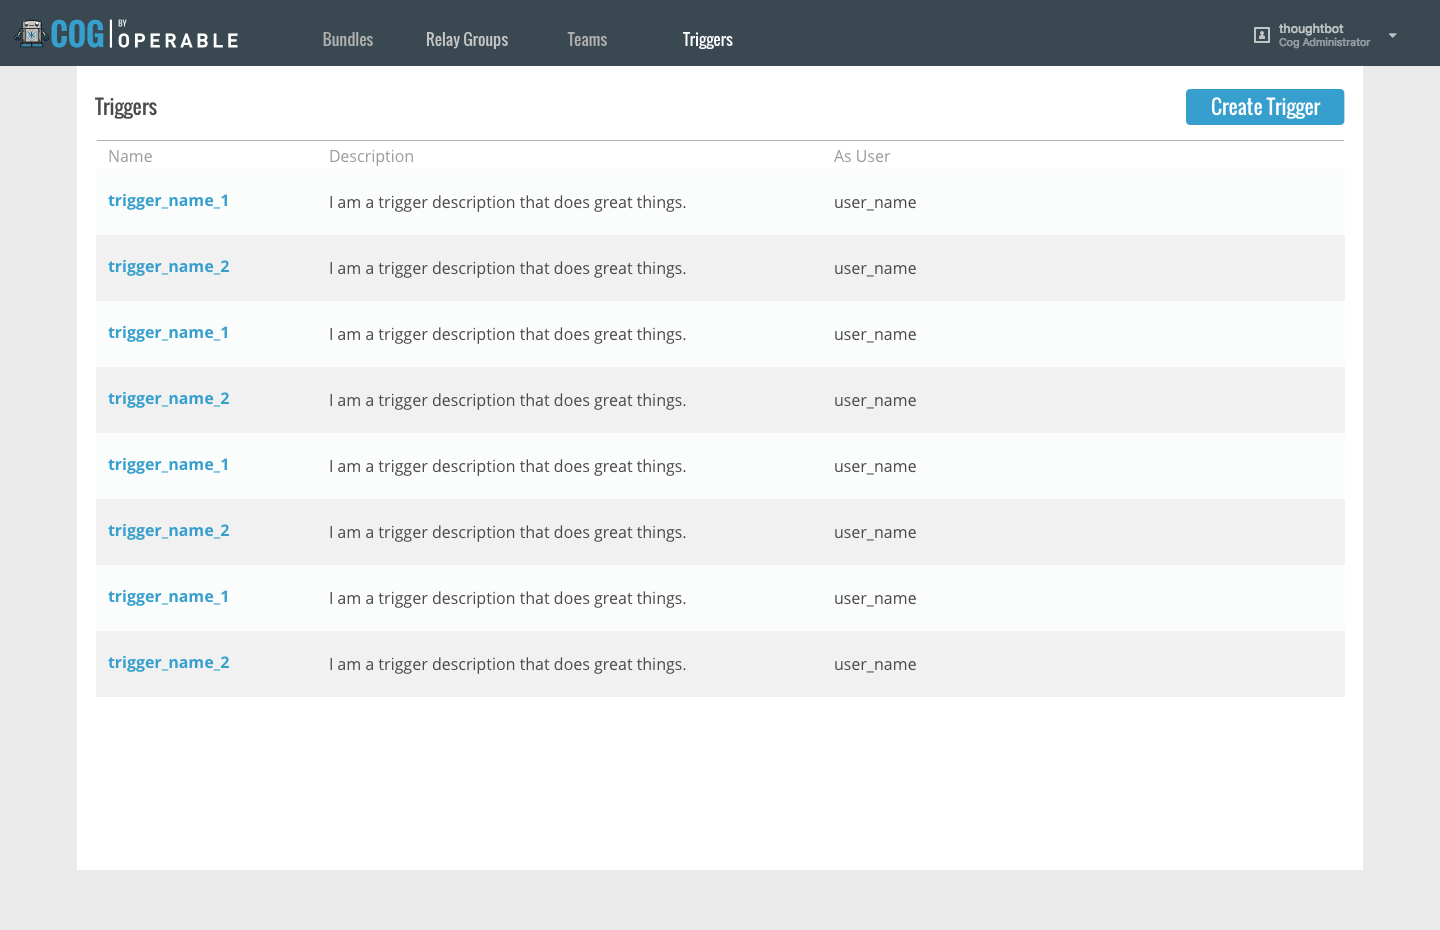 COG BY OPERABLE
Bundles Relay Groups Teams Triggers
thoughtbot
Cog Administrator
Triggers
Create Trigger
Name Description As User
trigger_name_1 I am a trigger description that does great things. user_name
trigger_name_2 I am a trigger description that does great things. user_name
trigger_name_1 I am a trigger description that does great things. user_name
trigger_name_2 I am a trigger description that does great things. user_name
trigger_name_1 I am a trigger description that does great things. user_name
trigger_name_2 I am a trigger description that does great things. user_name
trigger_name_1 I am a trigger description that does great things. user_name
trigger_name_2 I am a trigger description that does great things. user_name